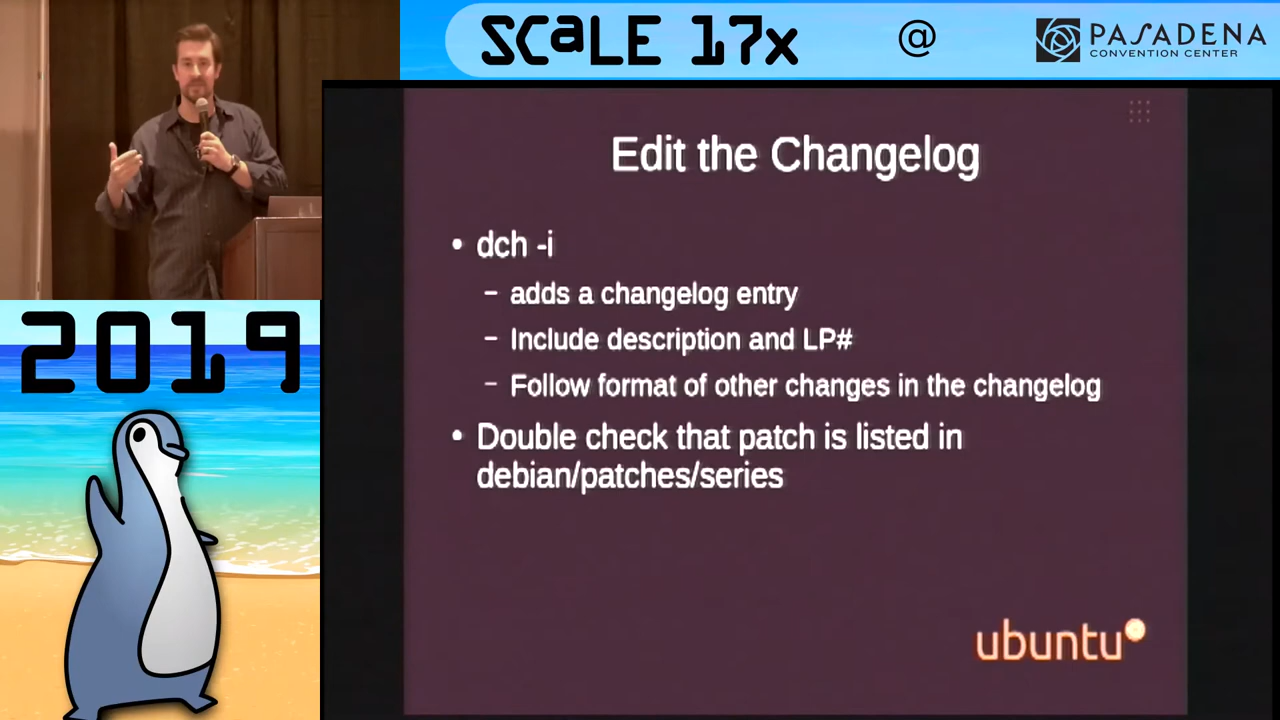 SCaLE 17x @ PASADENA
CONVENTION CENTER
Edit the Changelog
• dch -i
– adds a changelog entry
– Include description and LP#
– Follow format of other changes in the changelog
• Double check that patch is listed in
debian/patches/series
ubuntu
2019